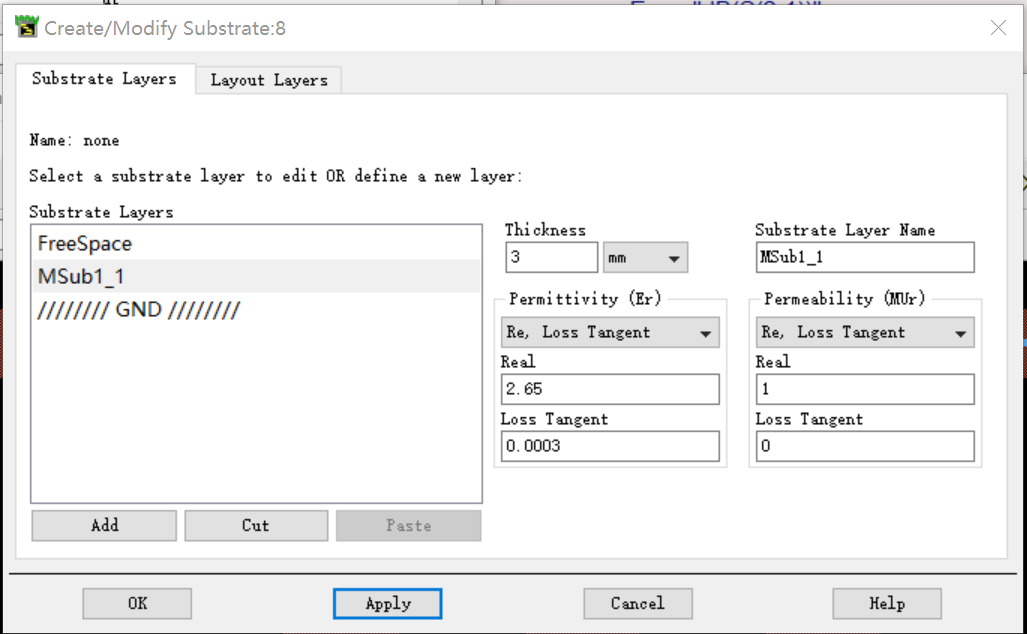 Create/Modify Substrate:8
Substrate Layers
Layout Layers
Name: none
Select a substrate layer to edit OR define a new layer:
Substrate Layers
FreeSpace
MSub1_1
//////// GND ////////
Thickness
3
mm
Substrate Layer Name
MSub1_1
Permittivity (Er)
Re, Loss Tangent
Real
2.65
Loss Tangent
0.0003
Permeability (MUr)
Re, Loss Tangent
Real
1
Loss Tangent
0
Add
Cut
Paste
OK
Apply
Cancel
Help